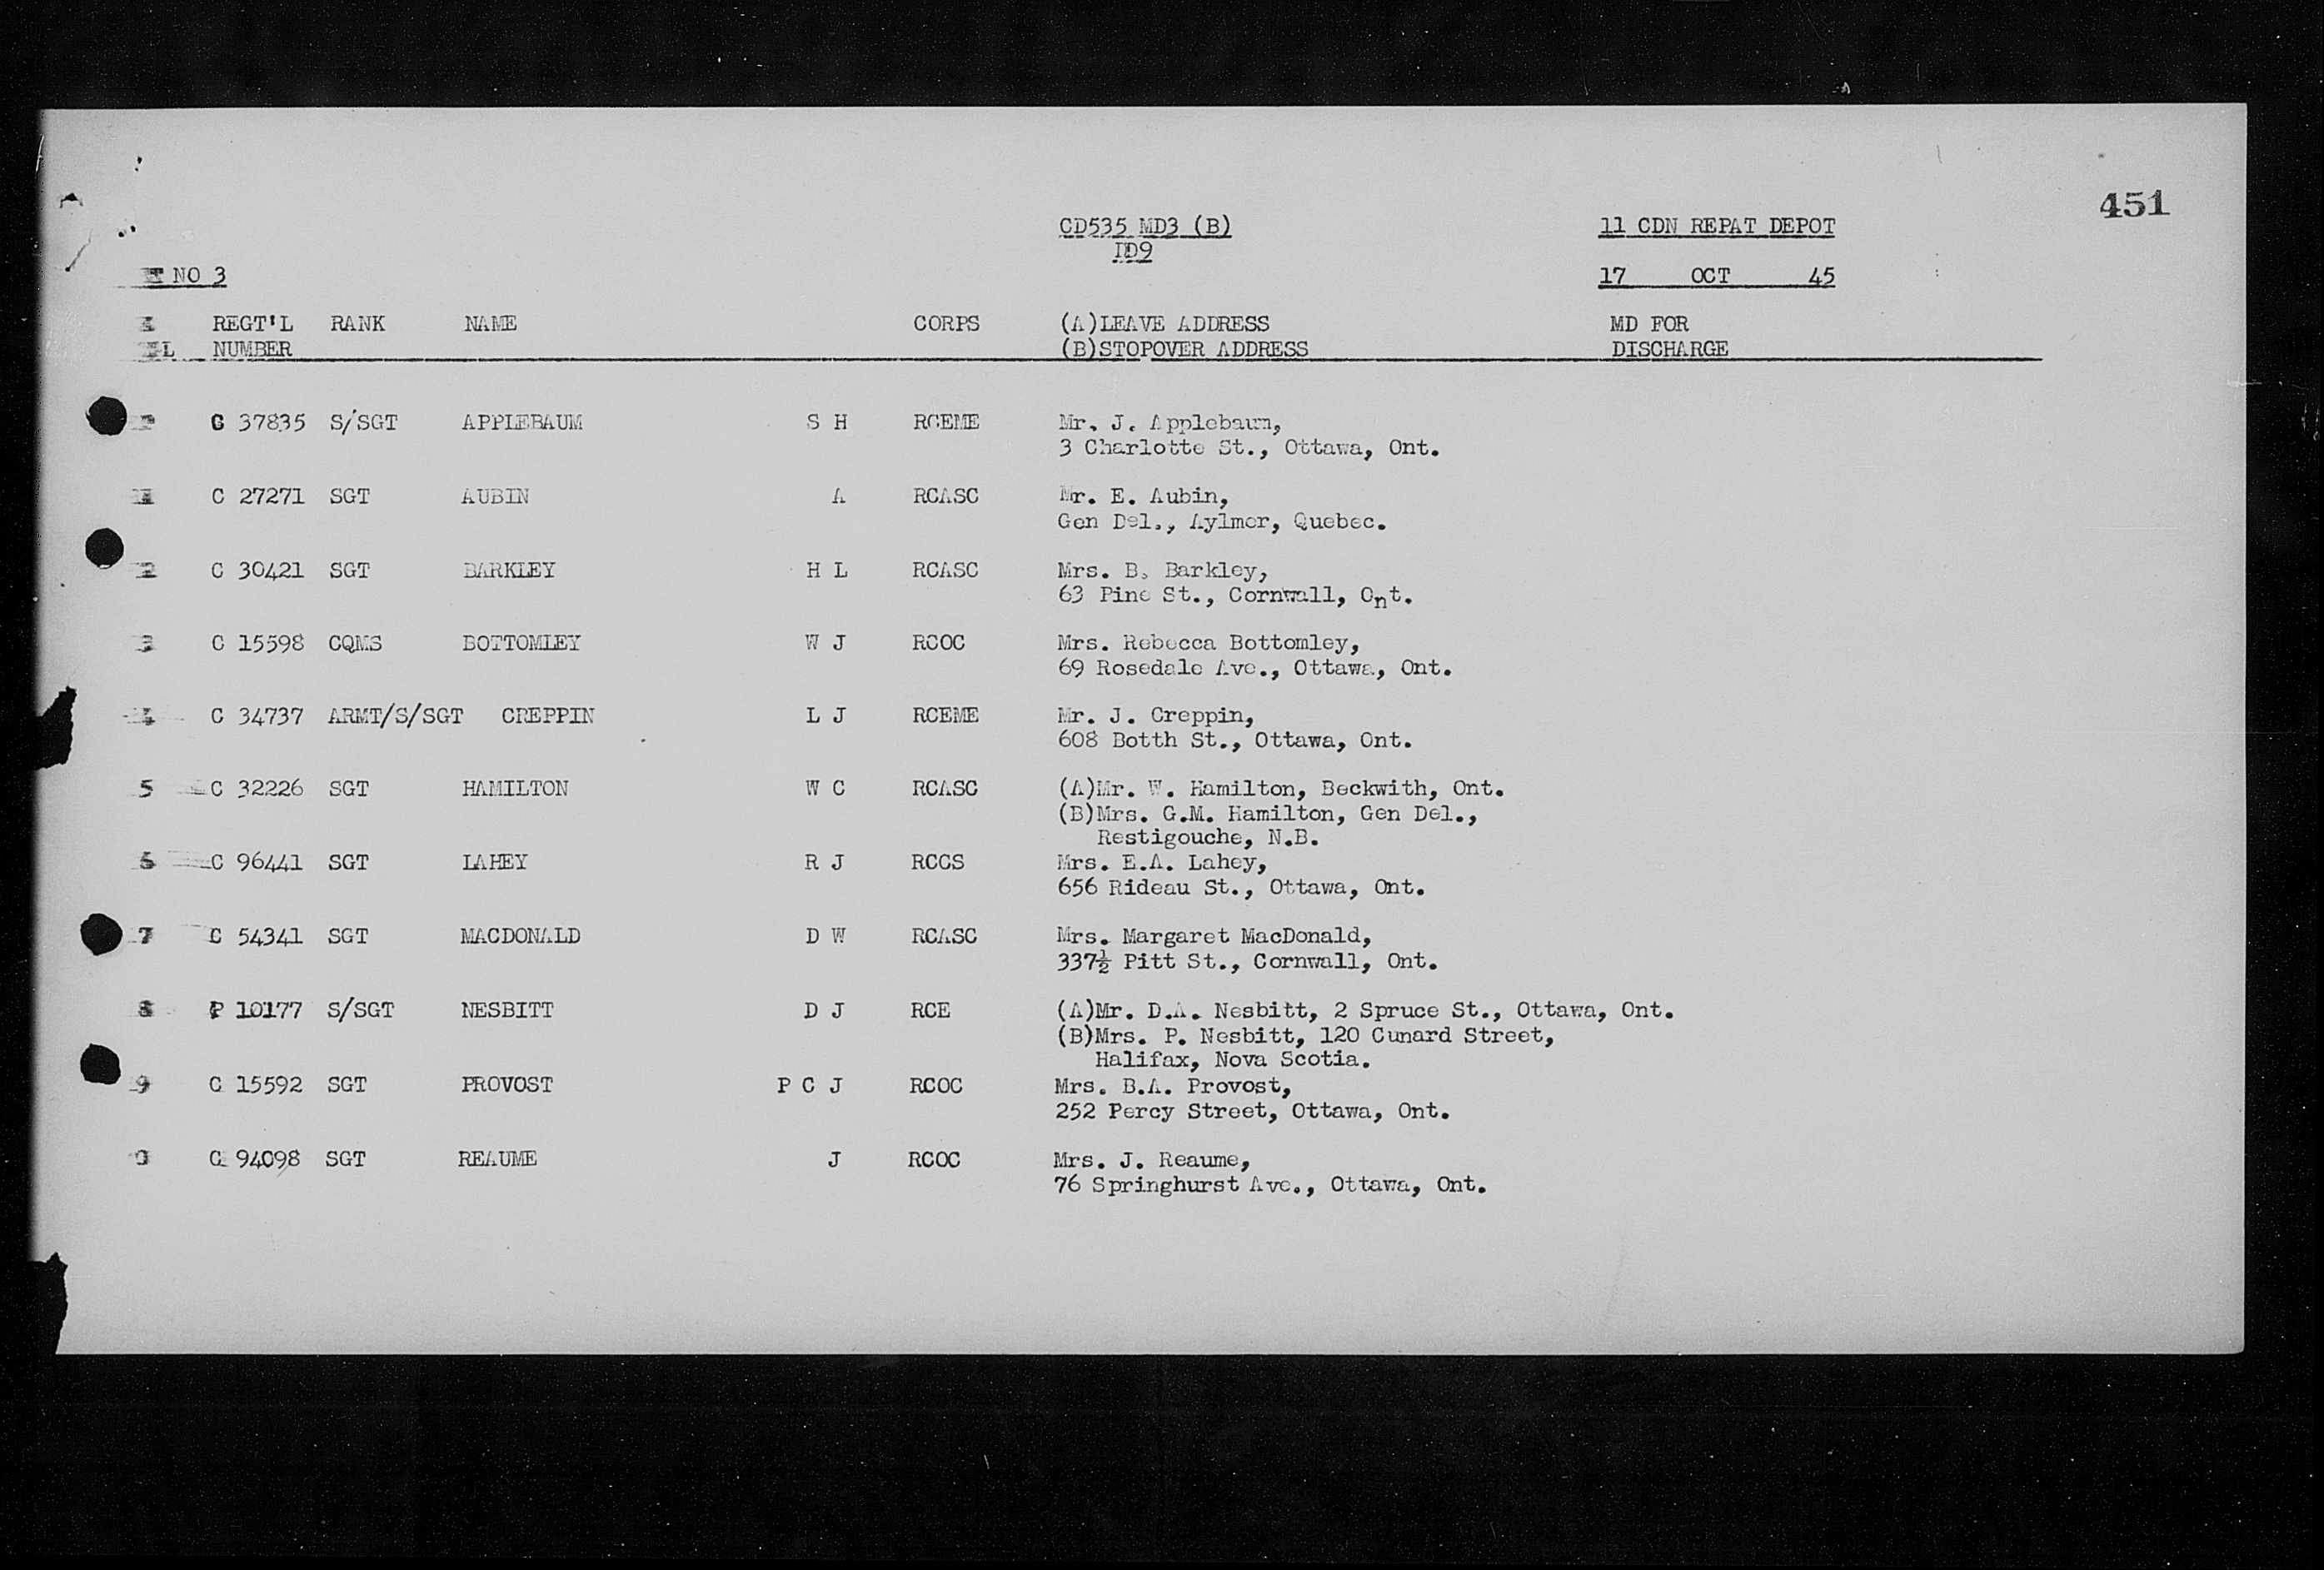 451
CD535 MD3 (B) 11 CDN REPAT DEPOT
ID9
NO 3 17 OCT 45
REGT'L RANK NAME CORPS (A)LEAVE ADDRESS MD FOR
NUMBER (B)STOPOVER ADDRESS DISCHARGE
C 37835 S/SGT APPLEBAUM S H RCEME Mr. J. Applebaum,
3 Charlotte St., Ottawa, Ont.
C 27271 SGT AUBIN A RCASC Mr. E. Aubin,
Gen Del., Aylmer, Quebec.
2 C 30421 SGT BARKLEY H L RCASC Mrs. B. Barkley,
63 Pine St., Cornwall, Ont.
3 C 15598 CQMS BOTTOMLEY W J RCOC Mrs. Rebecca Bottomley,
69 Rosedale Ave., Ottawa, Ont.
4 C 34737 ARMT/S/SGT CREPPIN L J RCEME Mr. J. Creppin,
608 Botth St., Ottawa, Ont.
5 C 32226 SGT HAMILTON W C RCASC (A)Mr. W. Hamilton, Beckwith, Ont.
(B)Mrs. G.M. Hamilton, Gen Del.,
Restigouche, N.B.
6 C 96441 SGT LAHEY R J RCCS Mrs. E.A. Lahey,
656 Rideau St., Ottawa, Ont.
7 C 54341 SGT MACDONALD D W RCASC Mrs. Margaret MacDonald,
337½ Pitt St., Cornwall, Ont.
8 P 10177 S/SGT NESBITT D J RCE (A)Mr. D.A. Nesbitt, 2 Spruce St., Ottawa, Ont.
(B)Mrs. P. Nesbitt, 120 Cunard Street,
Halifax, Nova Scotia.
9 C 15592 SGT PROVOST P C J RCOC Mrs. B.A. Provost,
252 Percy Street, Ottawa, Ont.
0 C 94098 SGT REAUME J RCOC Mrs. J. Reaume,
76 Springhurst Ave., Ottawa, Ont.